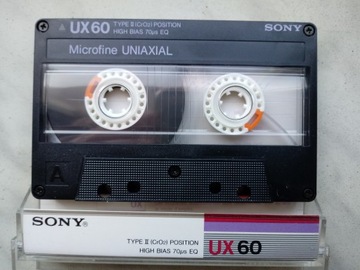 UX60 TYPE II (CrO2) POSITION
HIGH BIAS 70µs EQ
SONY
Microfine UNIAXIAL
A
SONY
TYPE II (CrO2) POSITION
HIGH BIAS 70µs EQ
UX 60